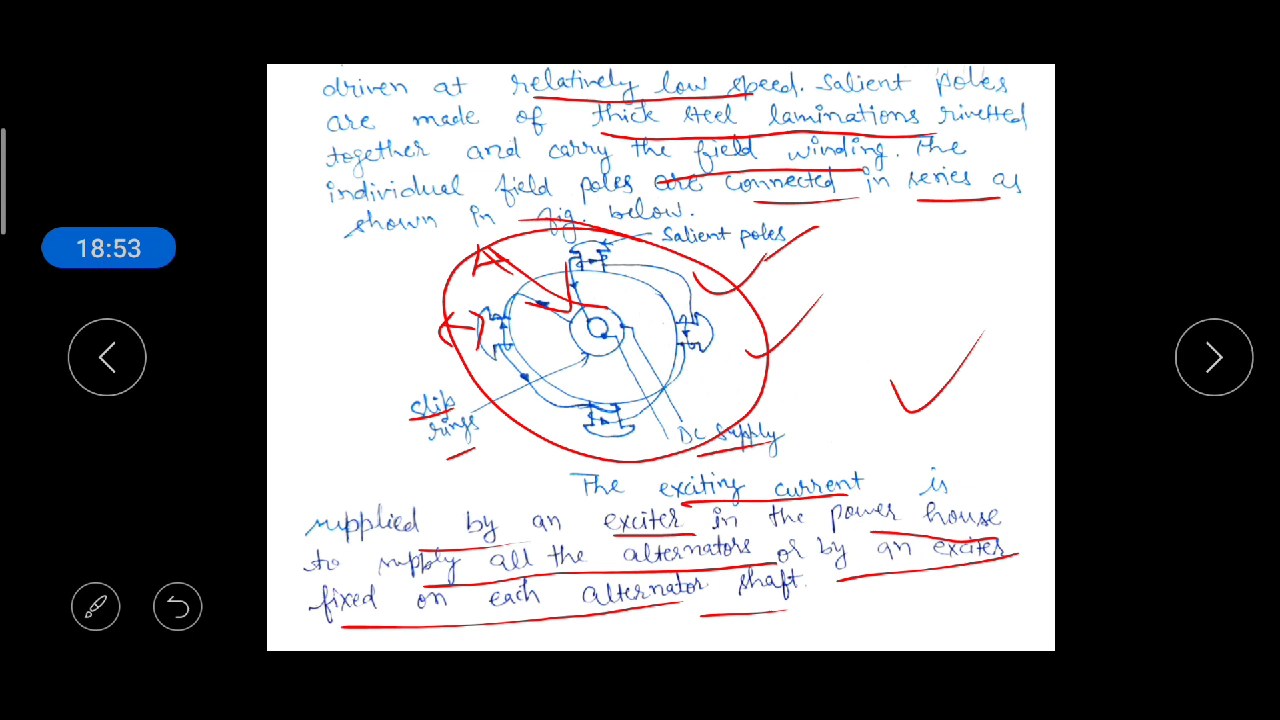 driven at relatively low speed. Salient poles
are made of thick steel laminations rivetted
together and carry the field winding. The
individual field poles are connected in series as
shown in fig. below.
Salient poles
18:53
slip
rings
DC supply
The exciting current is
supplied by an exciter in the power house
to supply all the alternators or by an exciter
fixed on each alternator shaft.